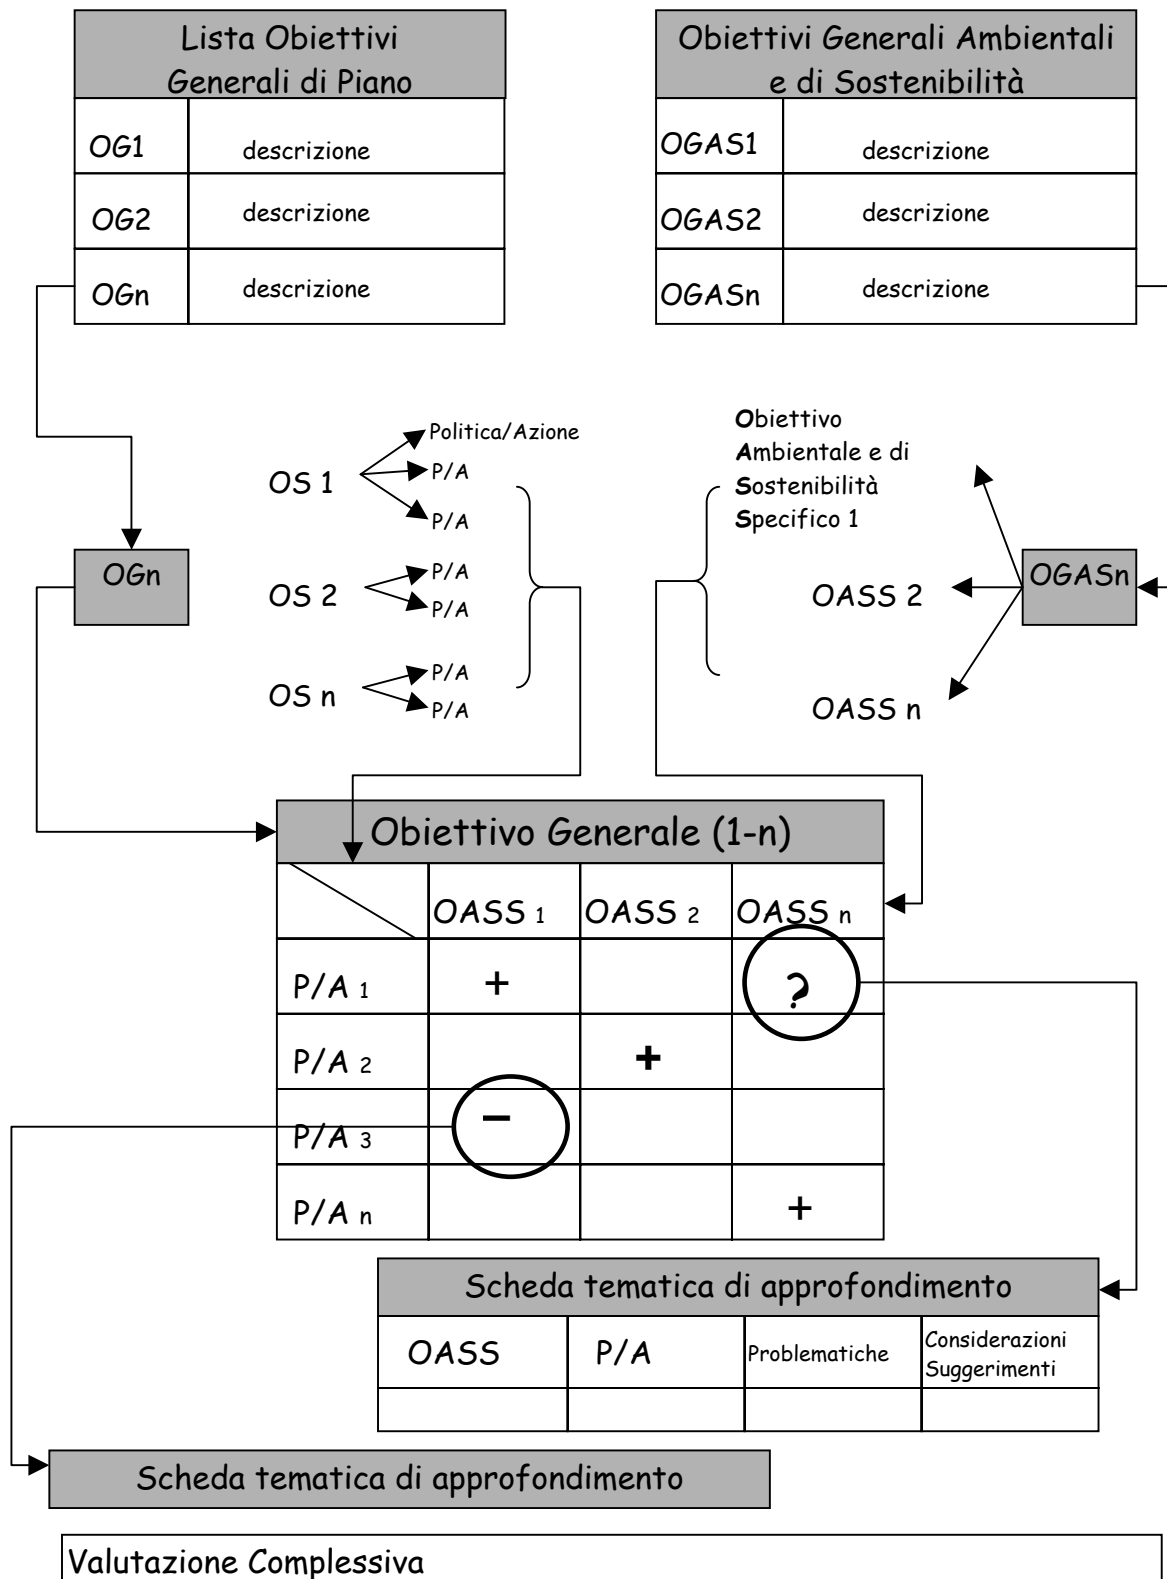 Lista Obiettivi
Generali di Piano
OG1 descrizione
OG2 descrizione
OGn descrizione
Obiettivi Generali Ambientali
e di Sostenibilità
OGAS1 descrizione
OGAS2 descrizione
OGASn descrizione
OGn
OS 1
Politica/Azione
P/A
P/A
OS 2
P/A
P/A
OS n
P/A
P/A
Obiettivo
Ambientale e di
Sostenibilità
Specifico 1
OASS 2
OASS n
OGASn
Obiettivo Generale (1-n)
OASS 1 OASS 2 OASS n
P/A 1 + ?
P/A 2 +
P/A 3 –
P/A n +
Scheda tematica di approfondimento
OASS P/A Problematiche Considerazioni
Suggerimenti
Scheda tematica di approfondimento
Valutazione Complessiva